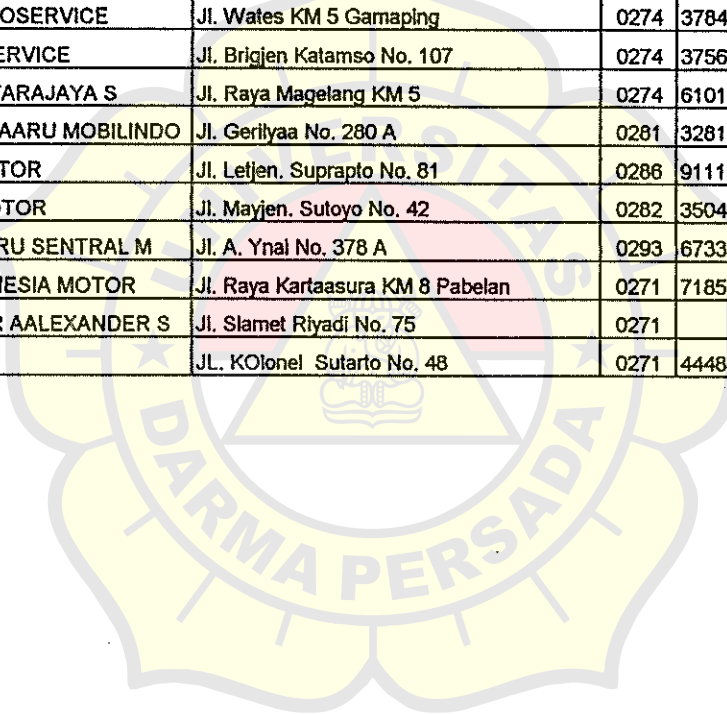 OSERVICE Jl. Wates KM 5 Gamaping 0274 3784
ERVICE Jl. Brigjen Katamso No. 107 0274 3756
ARAJAYA S Jl. Raya Magelang KM 5 0274 6101
AARU MOBILINDO Jl. Gerilyaa No. 280 A 0281 3281
TOR Jl. Letjen. Suprapto No. 81 0286 9111
OTOR Jl. Mayjen. Sutoyo No. 42 0282 3504
RU SENTRAL M Jl. A. Ynai No. 378 A 0293 6733
NESIA MOTOR Jl. Raya Kartaasura KM 8 Pabelan 0271 7185
R AALEXANDER S Jl. Slamet Riyadi No. 75 0271
JL. KOlonel Sutarto No. 48 0271 4448
UNIVERSITAS
DARMA PERSADA